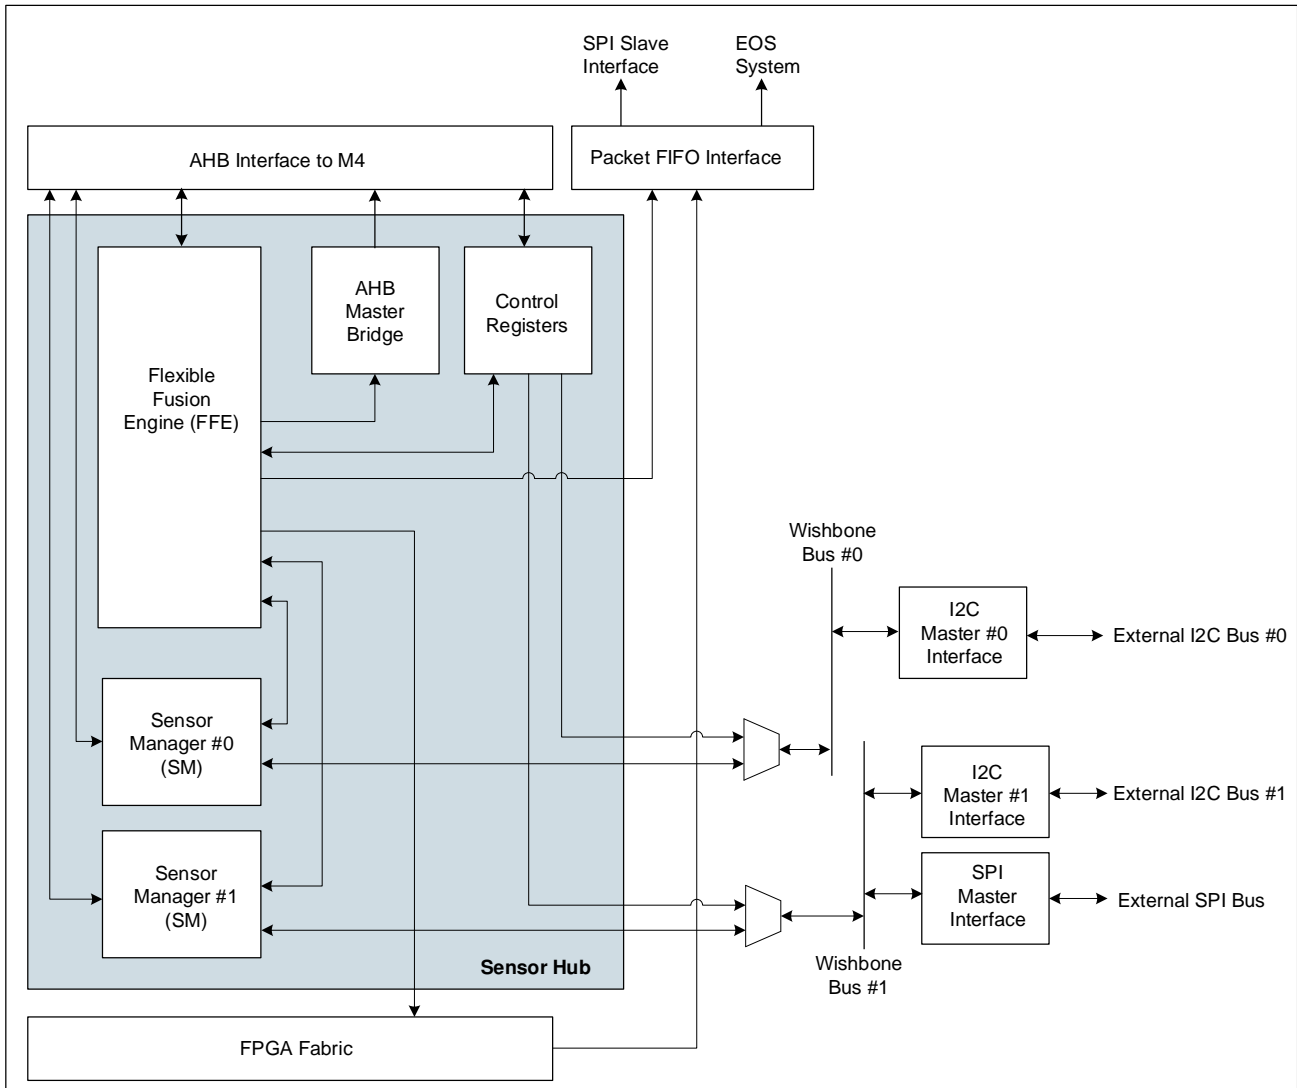 SPI Slave
Interface
EOS
System
AHB Interface to M4
Packet FIFO Interface
AHB
Master
Bridge
Control
Registers
Flexible
Fusion
Engine (FFE)
Wishbone
Bus #0
I2C
Master #0
Interface
External I2C Bus #0
Sensor
Manager #0
(SM)
I2C
Master #1
Interface
External I2C Bus #1
Sensor
Manager #1
(SM)
SPI
Master
Interface
External SPI Bus
Sensor Hub
Wishbone
Bus #1
FPGA Fabric